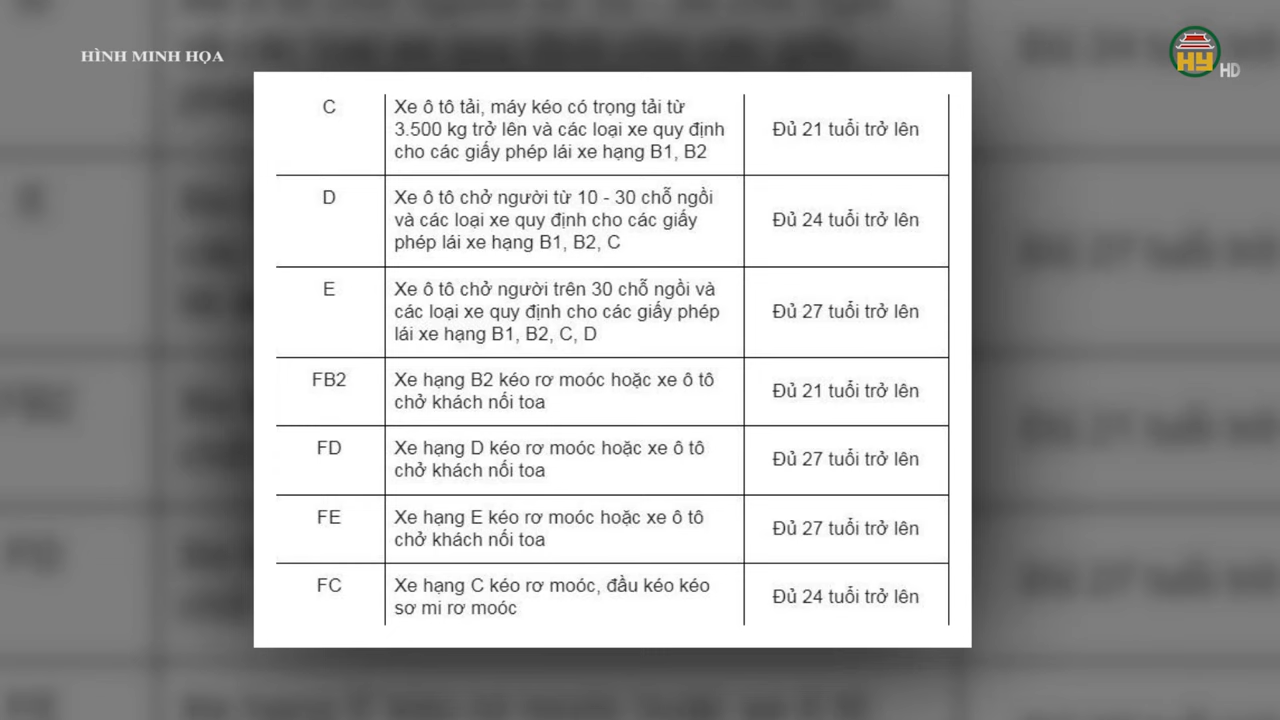 HÌNH MINH HỌA
HY
HD
C
Xe ô tô tải, máy kéo có trọng tải từ
3.500 kg trở lên và các loại xe quy định
cho các giấy phép lái xe hạng B1, B2
Đủ 21 tuổi trở lên
D
Xe ô tô chở người từ 10 - 30 chỗ ngồi
và các loại xe quy định cho các giấy
phép lái xe hạng B1, B2, C
Đủ 24 tuổi trở lên
E
Xe ô tô chở người trên 30 chỗ ngồi và
các loại xe quy định cho các giấy phép
lái xe hạng B1, B2, C, D
Đủ 27 tuổi trở lên
FB2
Xe hạng B2 kéo rơ moóc hoặc xe ô tô
chở khách nối toa
Đủ 21 tuổi trở lên
FD
Xe hạng D kéo rơ moóc hoặc xe ô tô
chở khách nối toa
Đủ 27 tuổi trở lên
FE
Xe hạng E kéo rơ moóc hoặc xe ô tô
chở khách nối toa
Đủ 27 tuổi trở lên
FC
Xe hạng C kéo rơ moóc, đầu kéo kéo
sơ mi rơ moóc
Đủ 24 tuổi trở lên